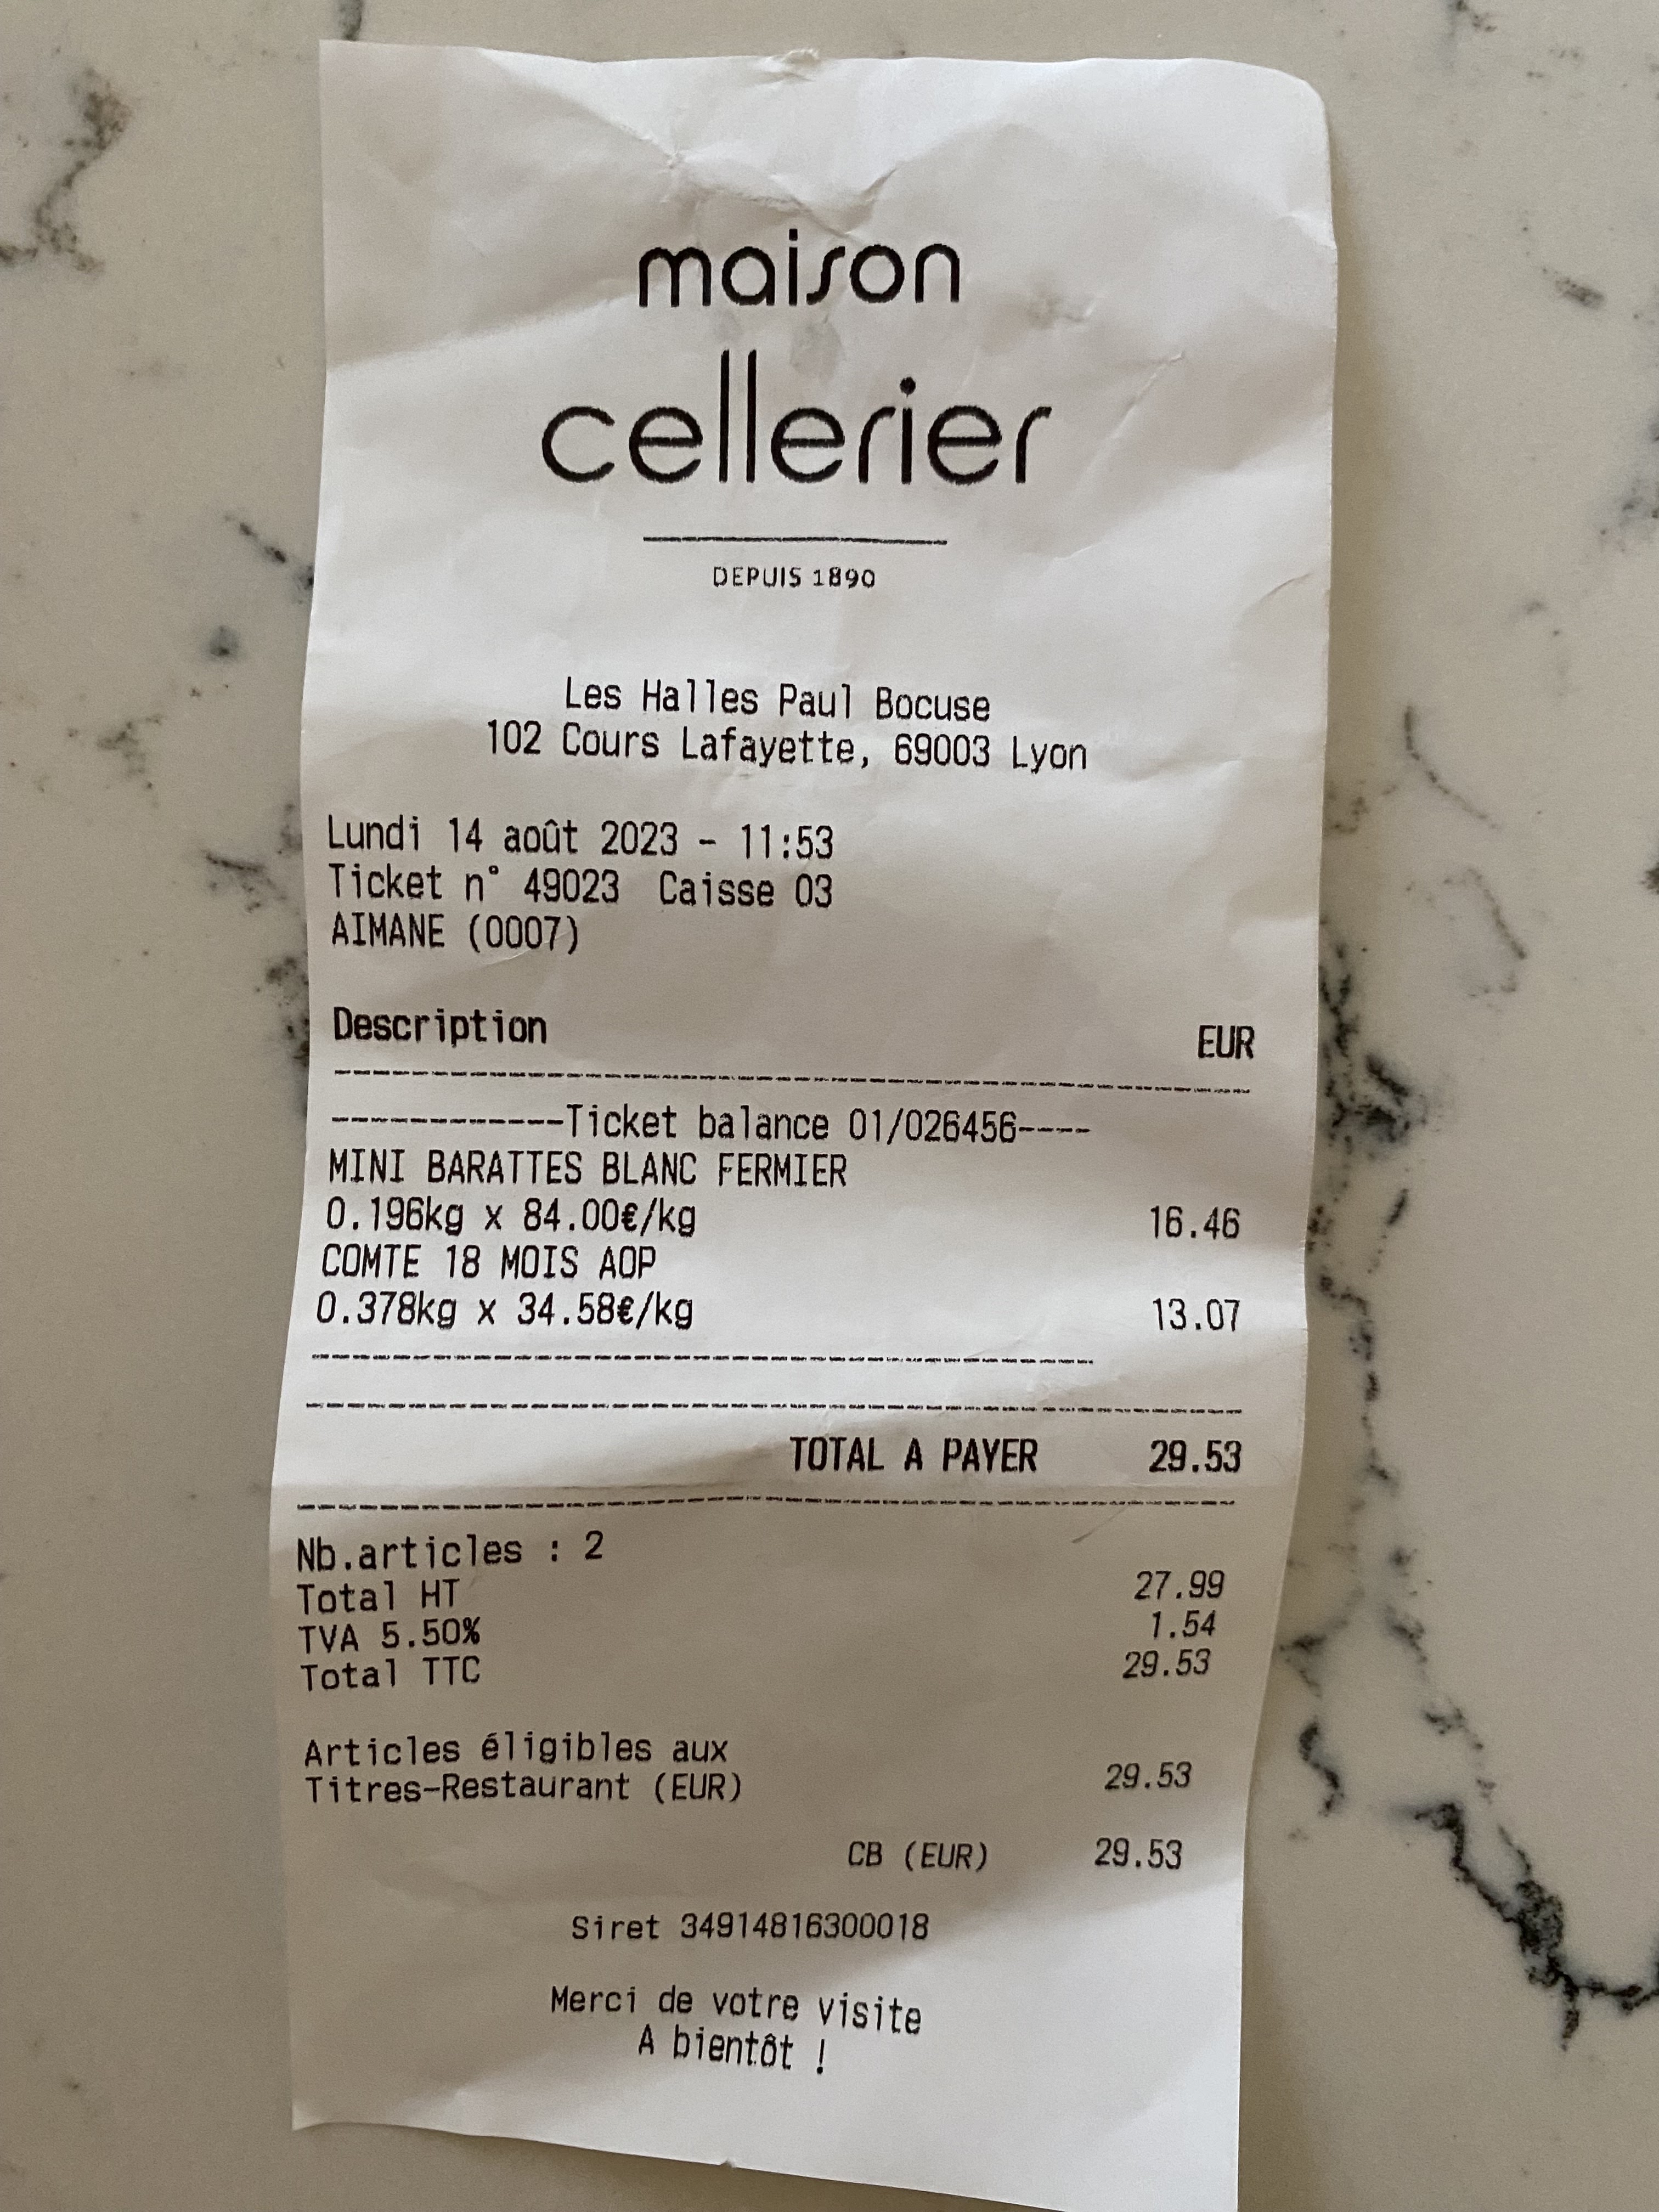 maison
cellerier
DEPUIS 1890
Les Halles Paul Bocuse
102 Cours Lafayette, 69003 Lyon
Lundi 14 août 2023 - 11:53
Ticket n° 49023 Caisse 03
AIMANE (0007)
Description EUR
------------Ticket balance 01/026456----
MINI BARATTES BLANC FERMIER
0.196kg x 84.00€/kg 16.46
COMTE 18 MOIS AOP
0.378kg x 34.58€/kg 13.07
TOTAL A PAYER 29.53
Nb.articles : 2
Total HT 27.99
TVA 5.50% 1.54
Total TTC 29.53
Articles éligibles aux
Titres-Restaurant (EUR) 29.53
CB (EUR) 29.53
Siret 34914816300018
Merci de votre visite
A bientôt !